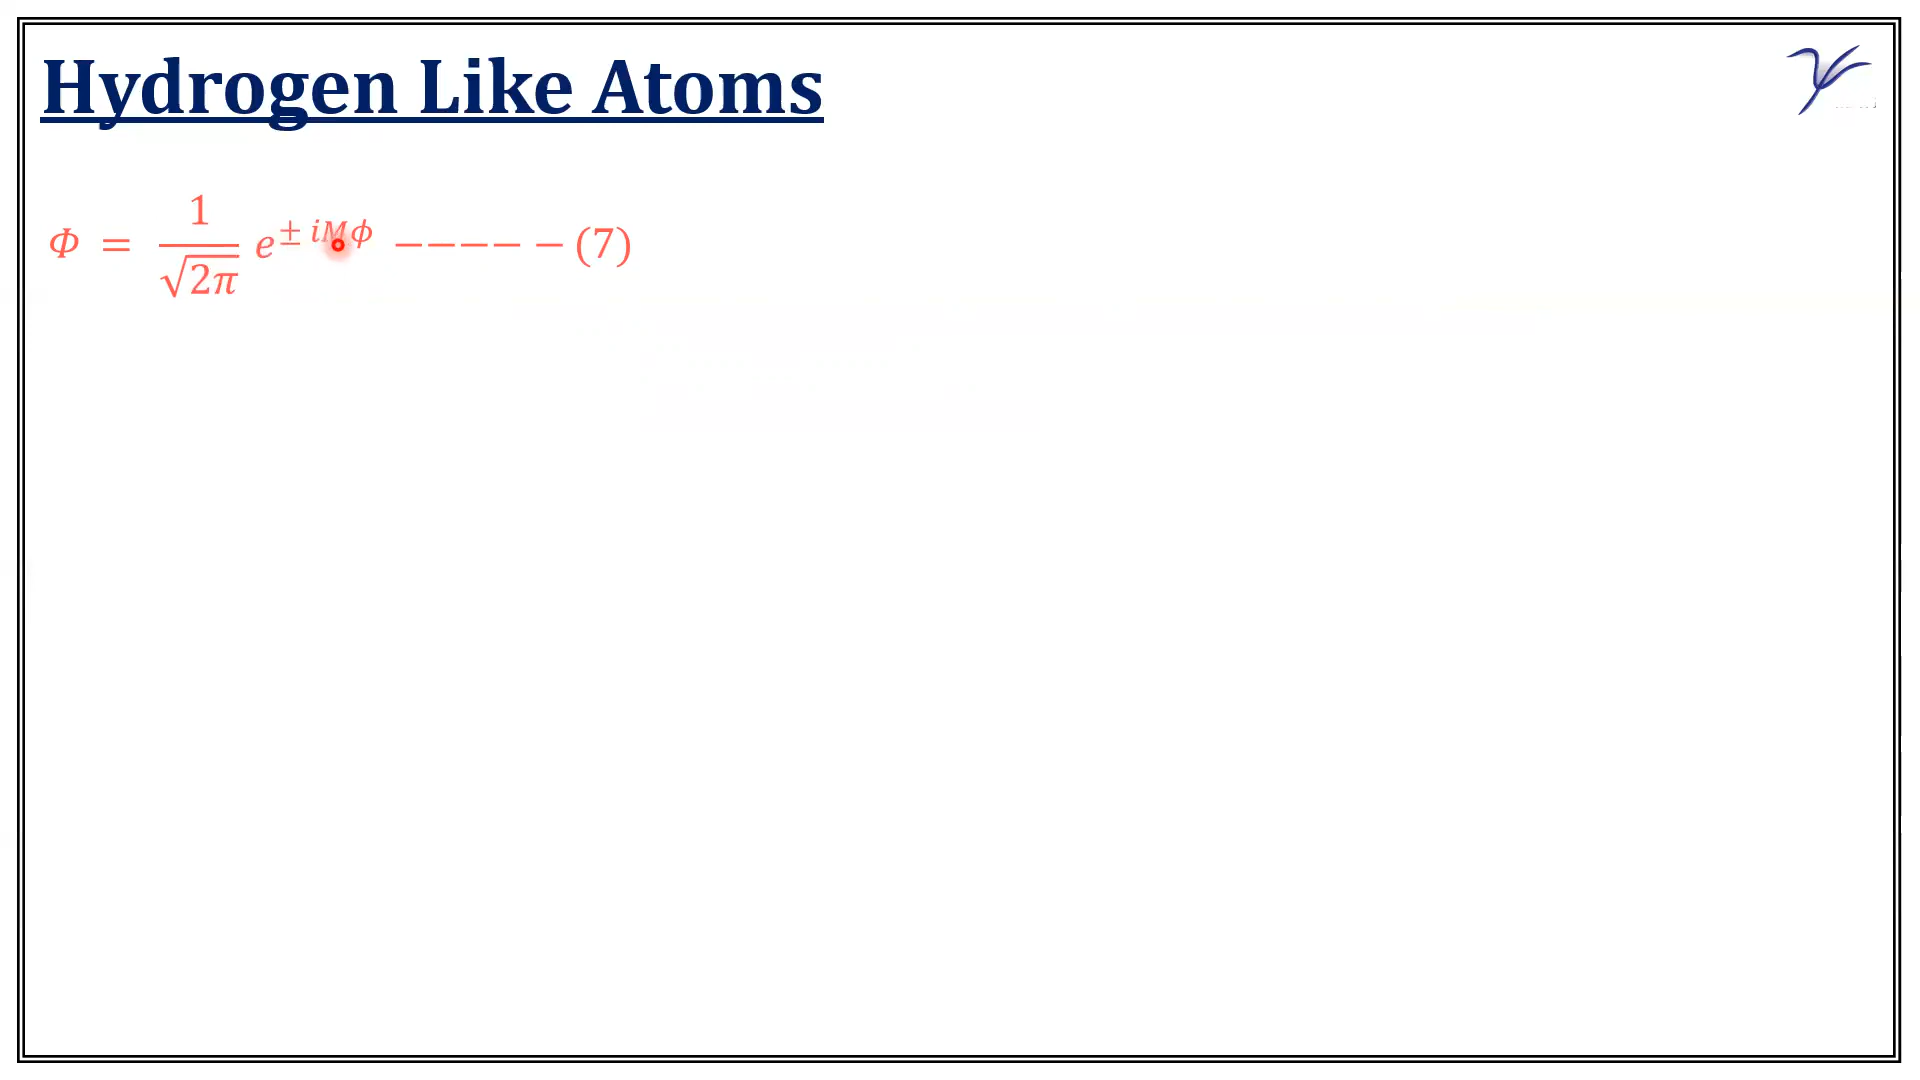 Hydrogen Like Atoms
Φ = 1/√2π e^± iMϕ −−−−− −(7)